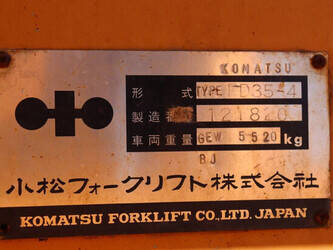 KOMATSU
形式 TYPE FD35-4
製造番 121820
車両重量 GEW 5520 kg
BJ
小松フォークリフト株式会社
KOMATSU FORKLIFT CO.,LTD. JAPAN